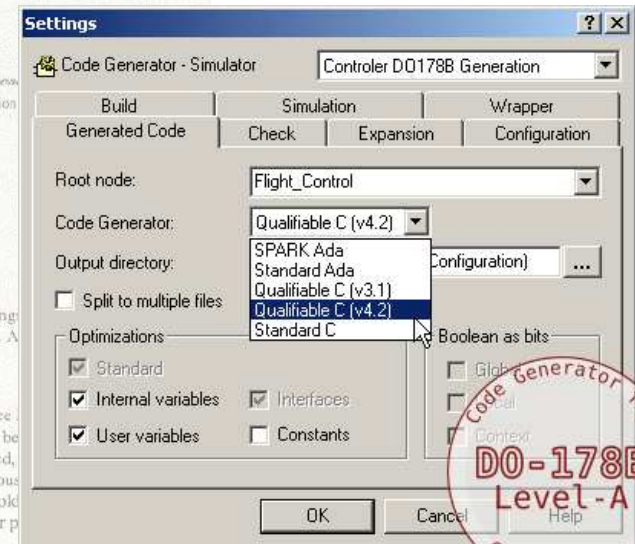 Settings
Code Generator - Simulator
Controler DO178B Generation
Build
Simulation
Wrapper
Generated Code
Check
Expansion
Configuration
Root node:
Flight_Control
Code Generator:
Qualifiable C (v4.2)
SPARK Ada
Standard Ada
Qualifiable C (v3.1)
Qualifiable C (v4.2)
Standard C
Output directory:
Configuration)
...
Split to multiple files
Optimizations
Standard
Internal variables
Interfaces
User variables
Constants
Boolean as bits
Global
Local
Context
Code Generator
DO-178B
Level-A
OK
Cancel
Help